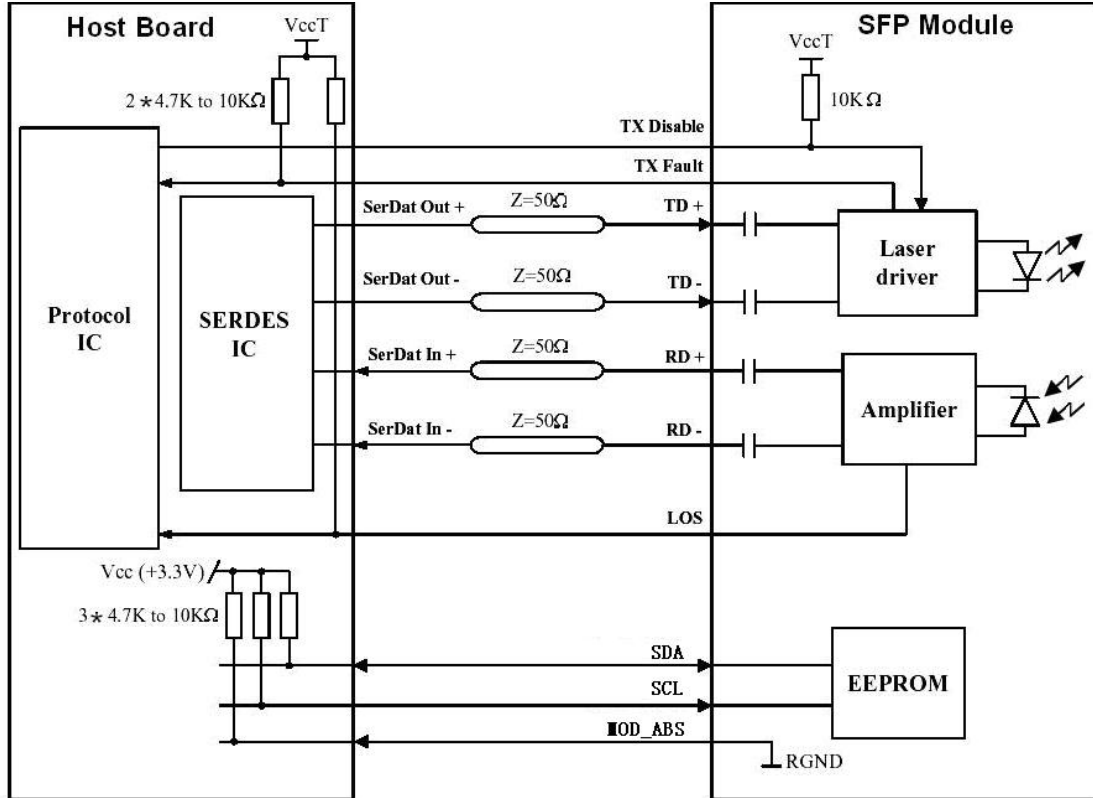 Host Board
SFP Module
VccT
VccT
2*4.7K to 10KΩ
10KΩ
TX Disable
TX Fault
SerDat Out +
Z=50Ω
TD +
Laser
driver
SerDat Out -
Z=50Ω
TD -
Protocol
IC
SERDES
IC
SerDat In +
Z=50Ω
RD +
Amplifier
SerDat In -
Z=50Ω
RD -
LOS
Vcc (+3.3V)
3*4.7K to 10KΩ
SDA
EEPROM
SCL
MOD_ABS
RGND